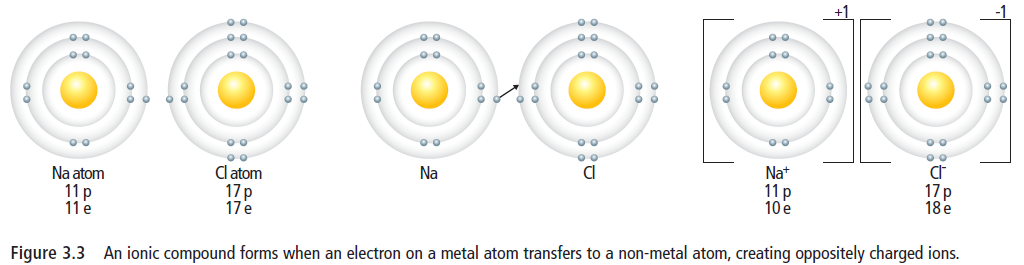 +1
-1
Na atom
11 p
11 e
Cl atom
17 p
17 e
Na
Cl
Na⁺
11 p
10 e
Cl⁻
17 p
18 e
Figure 3.3 An ionic compound forms when an electron on a metal atom transfers to a non-metal atom, creating oppositely charged ions.